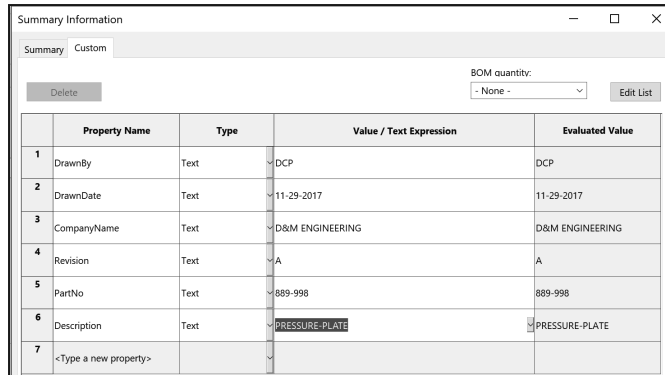 Summary Information
Summary Custom
BOM quantity:
Delete - None - Edit List
Property Name Type Value / Text Expression Evaluated Value
1 DrawnBy Text DCP DCP
2 DrawnDate Text 11-29-2017 11-29-2017
3 CompanyName Text D&M ENGINEERING D&M ENGINEERING
4 Revision Text A A
5 PartNo Text 889-998 889-998
6 Description Text PRESSURE-PLATE PRESSURE-PLATE
7 <Type a new property>